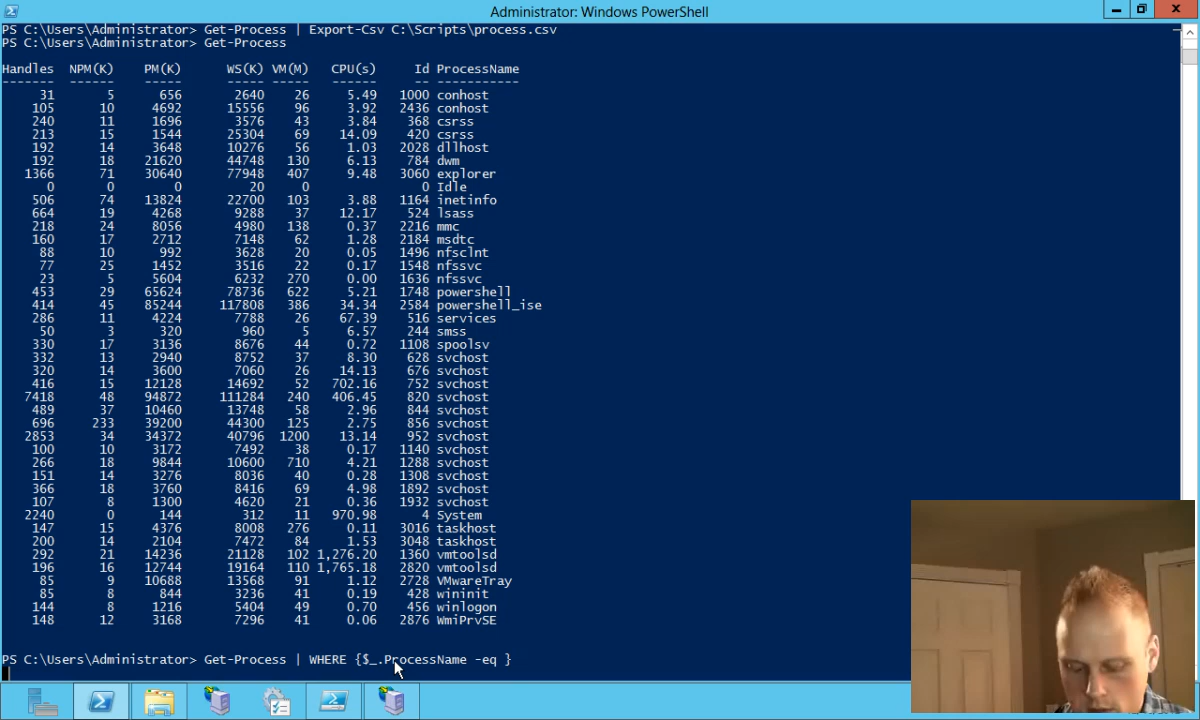 Administrator: Windows PowerShell
PS C:\Users\Administrator> Get-Process | Export-Csv C:\Scripts\process.csv
PS C:\Users\Administrator> Get-Process
Handles NPM(K) PM(K) WS(K) VM(M) CPU(s) Id ProcessName
------- ------ ----- ----- ----- ------ -- -----------
31 5 656 2640 26 5.49 1000 conhost
105 10 4692 15556 96 3.92 2436 conhost
240 11 1696 3576 43 3.84 368 csrss
213 15 1544 25304 69 14.09 420 csrss
192 14 3648 10276 56 1.03 2028 dllhost
192 18 21620 44748 130 6.13 784 dwm
1366 71 30640 77948 407 9.48 3060 explorer
0 0 0 20 0 0 Idle
506 74 13824 22700 103 3.88 1164 inetinfo
664 19 4268 9288 37 12.17 524 lsass
218 24 8056 4980 138 0.37 2216 mmc
160 17 2712 7148 62 1.28 2184 msdtc
88 10 992 3628 20 0.05 1496 nfsclnt
77 25 1452 3516 22 0.17 1548 nfssvc
23 5 5604 6232 270 0.00 1636 nfssvc
453 29 65624 78736 622 5.21 1748 powershell
414 45 85244 117808 386 34.34 2584 powershell_ise
286 11 4224 7788 26 67.39 516 services
50 3 320 960 5 6.57 244 smss
330 17 3136 8676 44 0.72 1108 spoolsv
332 13 2940 8752 37 8.30 628 svchost
320 14 3600 7060 26 14.13 676 svchost
416 15 12128 14692 52 702.16 752 svchost
7418 48 94872 111284 240 406.45 820 svchost
489 37 10460 13748 58 2.96 844 svchost
696 233 39200 44300 125 2.75 856 svchost
2853 34 34372 40796 1200 13.14 952 svchost
100 10 3172 7492 38 0.17 1140 svchost
266 18 9844 10600 710 4.21 1288 svchost
151 14 3276 8036 40 0.28 1308 svchost
366 18 3760 8416 69 4.98 1892 svchost
107 8 1300 4620 21 0.36 1932 svchost
2240 0 144 312 11 970.98 4 System
147 15 4376 8008 276 0.11 3016 taskhost
200 14 2104 7472 84 1.53 3048 taskhost
292 21 14236 21128 102 1,276.20 1360 vmtoolsd
196 16 12744 19164 110 1,765.18 2820 vmtoolsd
85 9 10688 13568 91 1.12 2728 VMwareTray
85 8 844 3236 41 0.19 428 wininit
144 8 1216 5404 49 0.70 456 winlogon
148 12 3168 7296 41 0.06 2876 WmiPrvSE
PS C:\Users\Administrator> Get-Process | WHERE {$_.ProcessName -eq }